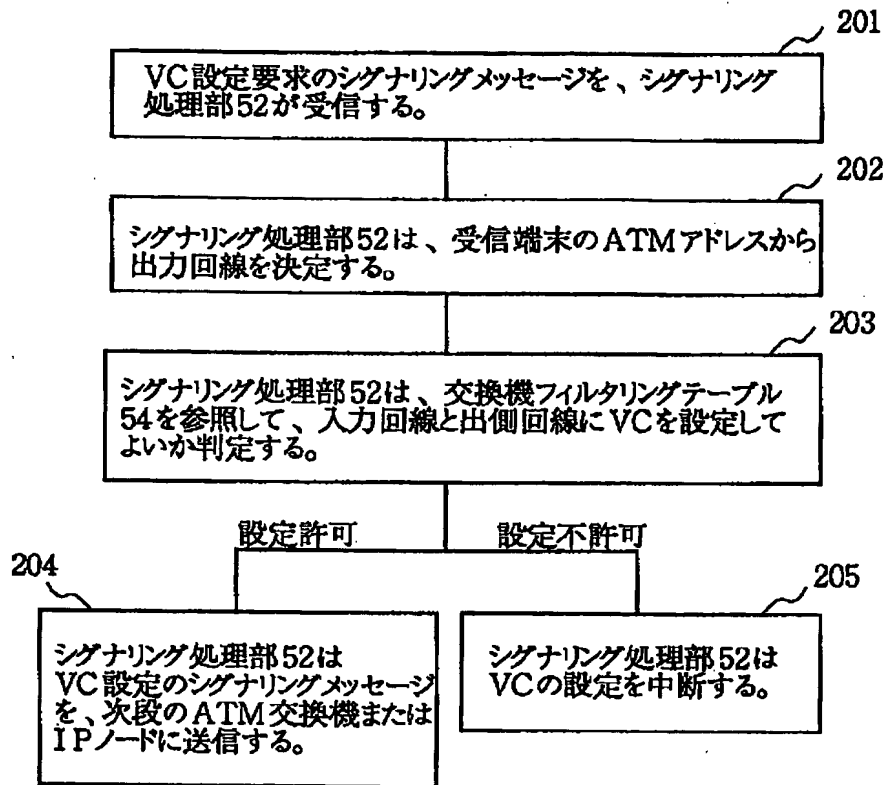 201
VC設定要求のシグナリングメッセージを、シグナリング
処理部52が受信する。
202
シグナリング処理部52は、受信端末のATMアドレスから
出力回線を決定する。
203
シグナリング処理部52は、交換機フィルタリングテーブル
54を参照して、入力回線と出側回線にVCを設定して
よいか判定する。
設定許可
設定不許可
204
シグナリング処理部52は
VC設定のシグナリングメッセージ
を、次段のATM交換機または
IPノードに送信する。
205
シグナリング処理部52は
VCの設定を中断する。